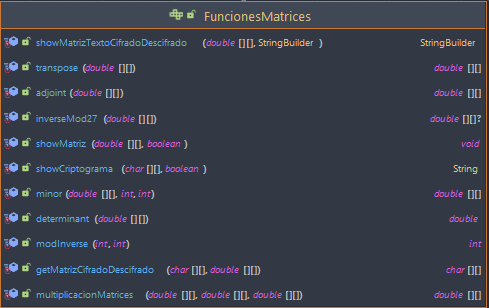 FuncionesMatrices
showMatrizTextoCifradoDescifrado (double [][], StringBuilder ) StringBuilder
transpose (double [][]) double [][]
adjoint (double [][]) double [][]
inverseMod27 (double [][]) double [][]?
showMatriz (double [][], boolean ) void
showCriptograma (char [][], boolean ) String
minor (double [][], int, int) double [][]
determinant (double [][]) double
modInverse (int, int) int
getMatrizCifradoDescifrado (char [][], double [][]) char [][]
multiplicacionMatrices (double [][], double [][], double [][]) double [][]